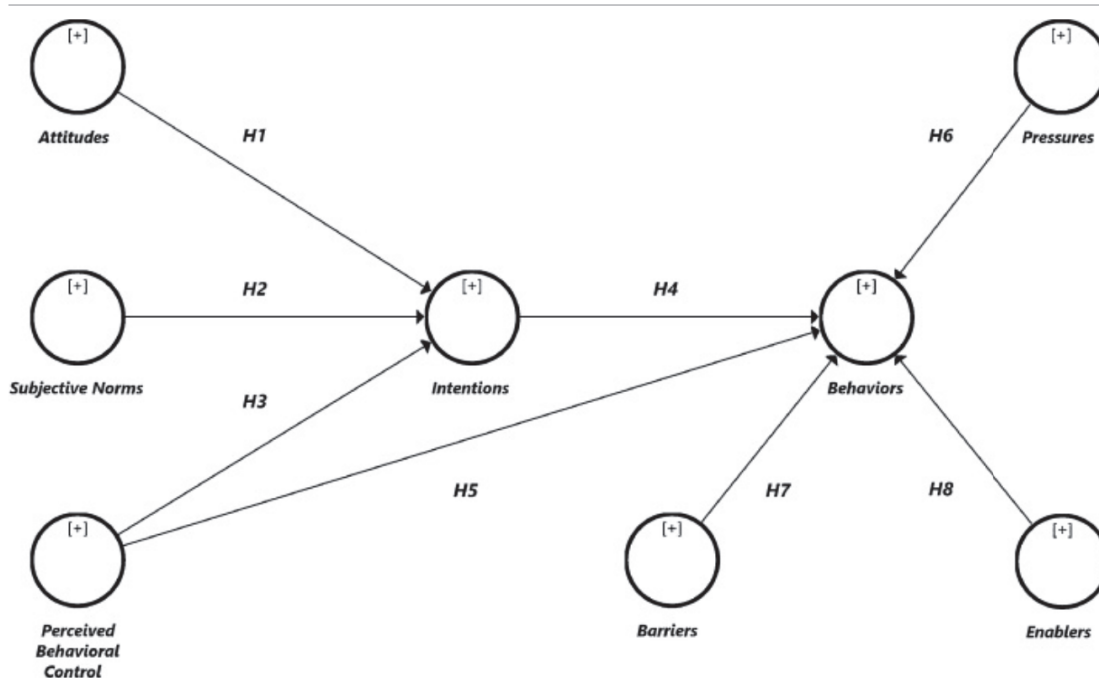 [+]
Attitudes
H1
[+]
Pressures
H6
[+]
Subjective Norms
H2
[+]
Intentions
H4
[+]
Behaviors
H3
H5
H7
H8
[+]
Perceived
Behavioral
Control
[+]
Barriers
[+]
Enablers